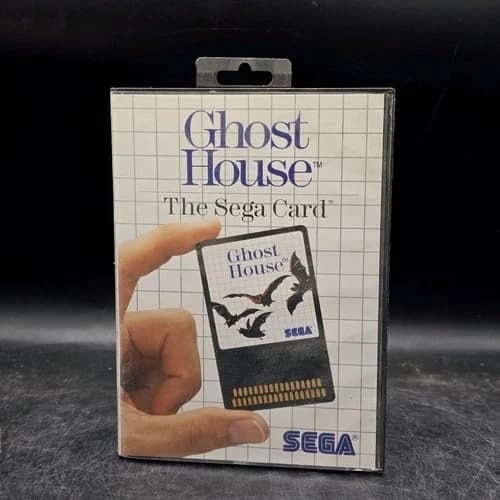 Ghost
House™
The Sega Card™
Ghost
House™
SEGA
SEGA®